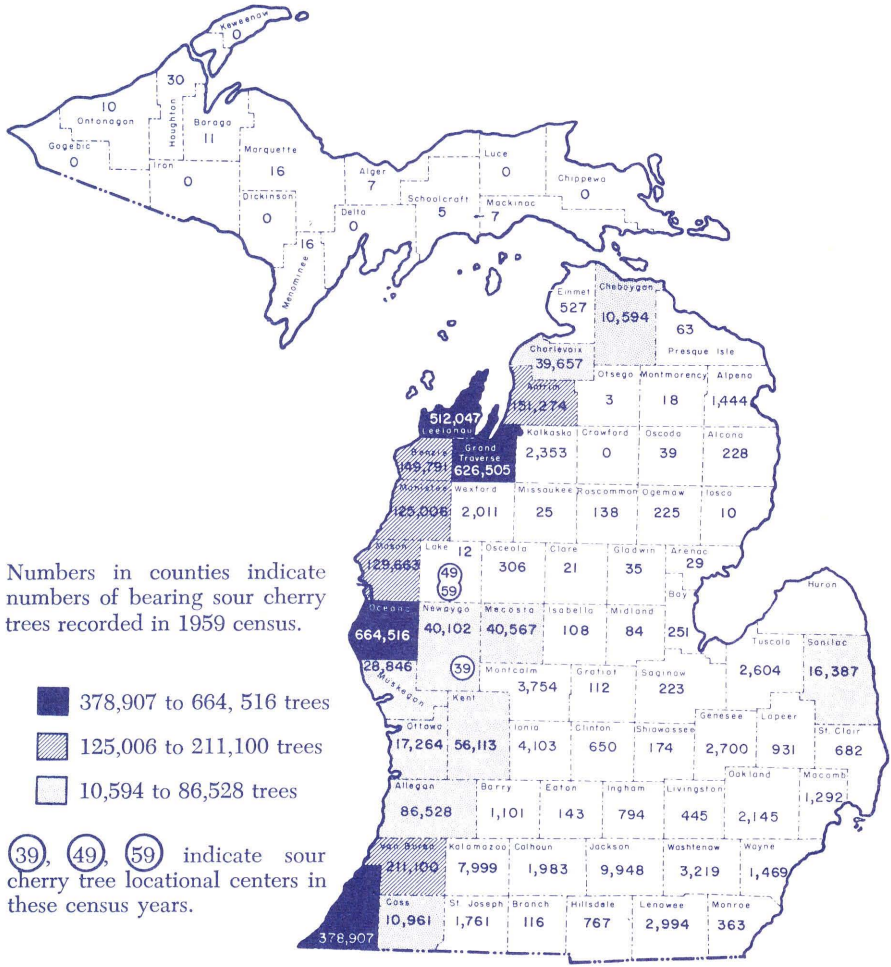 Keweenaw
0
30
Houghton
10
Ontonagon
Baraga
11
Gogebic
0
Iron
0
Marquette
16
Dickinson
0
Alger
7
Luce
0
Chippewa
0
Schoolcraft
5
Mackinac
7
Delta
0
16
Menominee
Emmet
527
Cheboygan
10,594
63
Presque Isle
Charlevoix
39,657
Antrim
151,274
Otsego
3
Montmorency
18
Alpena
1,444
512,047
Leelanau
Grand
Traverse
626,505
Kalkaska
2,353
Crawford
0
Oscoda
39
Alcona
228
Benzie
149,791
Manistee
125,006
Wexford
2,011
Missaukee
25
Roscommon
138
Ogemaw
225
Iosco
10
Mason
129,663
Lake 12
49
59
Osceola
306
Clare
21
Gladwin
35
Arenac
29
Bay
251
Huron
Oceana
664,516
Newaygo
40,102
39
Mecosta
40,567
Isabella
108
Midland
84
Tuscola
2,604
Sanilac
16,387
28,846
Muskegon
Montcalm
3,754
Gratiot
112
Saginaw
223
Kent
56,113
Ottawa
17,264
Ionia
4,103
Clinton
650
Shiawassee
174
Genesee
2,700
Lapeer
931
St. Clair
682
Allegan
86,528
Barry
1,101
Eaton
143
Ingham
794
Livingston
445
Oakland
2,145
Macomb
1,292
Van Buren
211,100
Kalamazoo
7,999
Calhoun
1,983
Jackson
9,948
Washtenaw
3,219
Wayne
1,469
378,907
Cass
10,961
St Joseph
1,761
Branch
116
Hillsdale
767
Lenawee
2,994
Monroe
363
Numbers in counties indicate
numbers of bearing sour cherry
trees recorded in 1959 census.
378,907 to 664, 516 trees
125,006 to 211,100 trees
10,594 to 86,528 trees
39, 49, 59 indicate sour
cherry tree locational centers in
these census years.